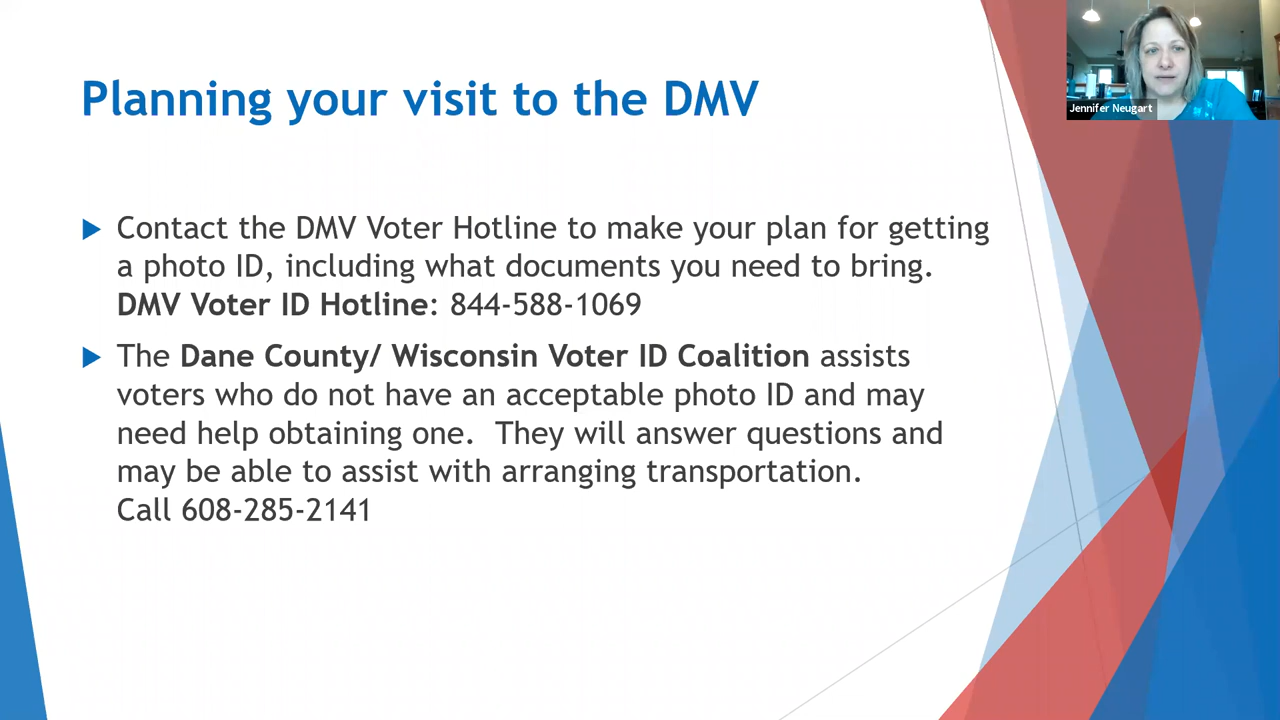 Planning your visit to the DMV
Jennifer Neugart
Contact the DMV Voter Hotline to make your plan for getting
a photo ID, including what documents you need to bring.
DMV Voter ID Hotline: 844-588-1069
The Dane County/ Wisconsin Voter ID Coalition assists
voters who do not have an acceptable photo ID and may
need help obtaining one.  They will answer questions and
may be able to assist with arranging transportation.
Call 608-285-2141